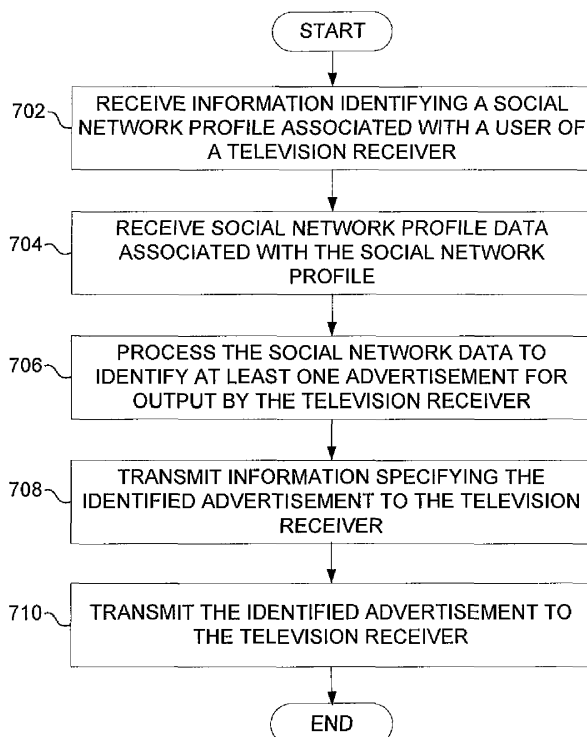 START
702
RECEIVE INFORMATION IDENTIFYING A SOCIAL
NETWORK PROFILE ASSOCIATED WITH A USER OF
A TELEVISION RECEIVER
704
RECEIVE SOCIAL NETWORK PROFILE DATA
ASSOCIATED WITH THE SOCIAL NETWORK
PROFILE
706
PROCESS THE SOCIAL NETWORK DATA TO
IDENTIFY AT LEAST ONE ADVERTISEMENT FOR
OUTPUT BY THE TELEVISION RECEIVER
708
TRANSMIT INFORMATION SPECIFYING THE
IDENTIFIED ADVERTISEMENT TO THE TELEVISION
RECEIVER
710
TRANSMIT THE IDENTIFIED ADVERTISEMENT TO
THE TELEVISION RECEIVER
END